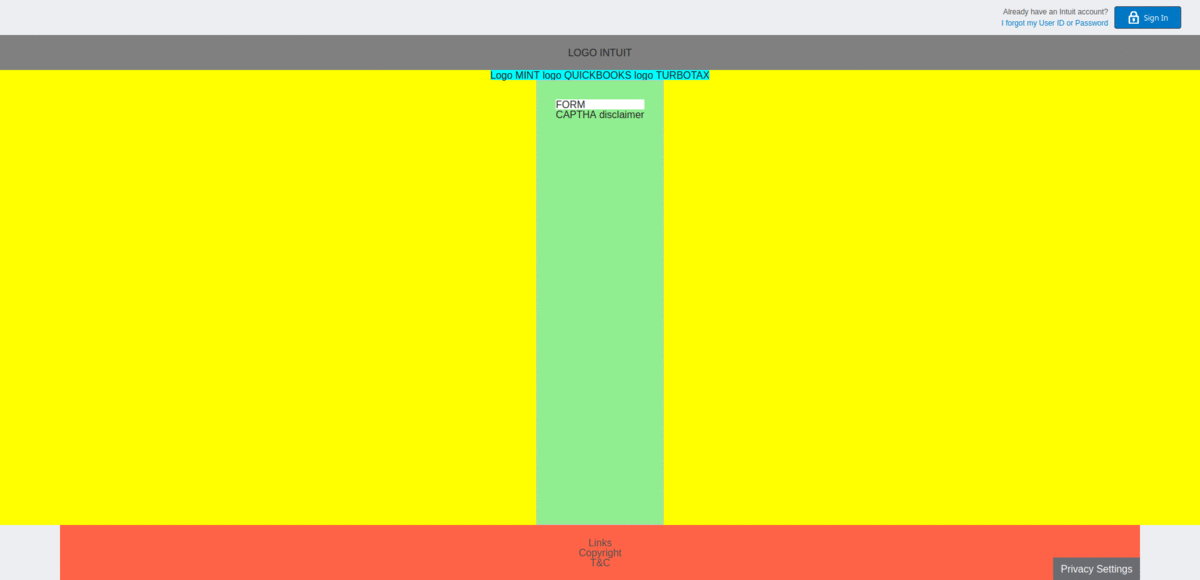 Already have an Intuit account?
I forgot my User ID or Password
Sign In
LOGO INTUIT
Logo MINT logo QUICKBOOKS logo TURBOTAX
FORM
CAPTHA disclaimer
Links
Copyright
T&C
Privacy Settings